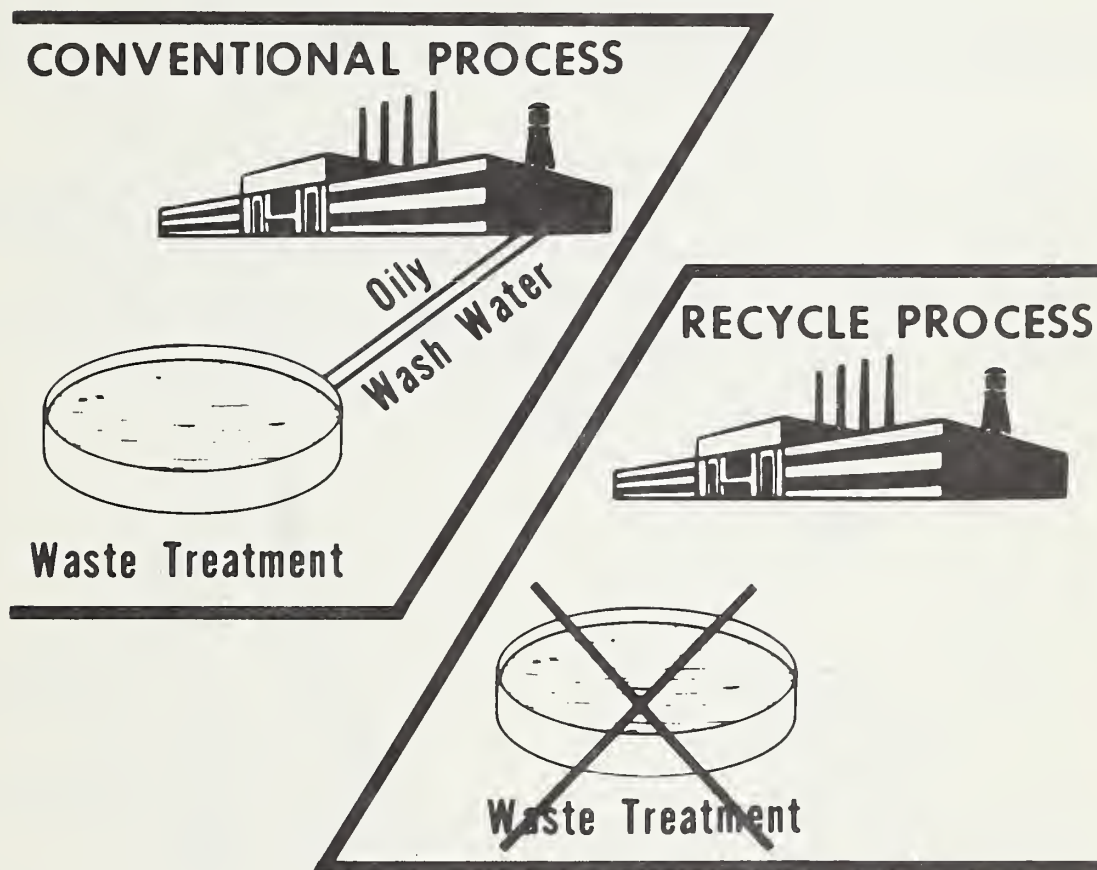 CONVENTIONAL PROCESS
Oily
Wash Water
Waste Treatment
RECYCLE PROCESS
Waste Treatment